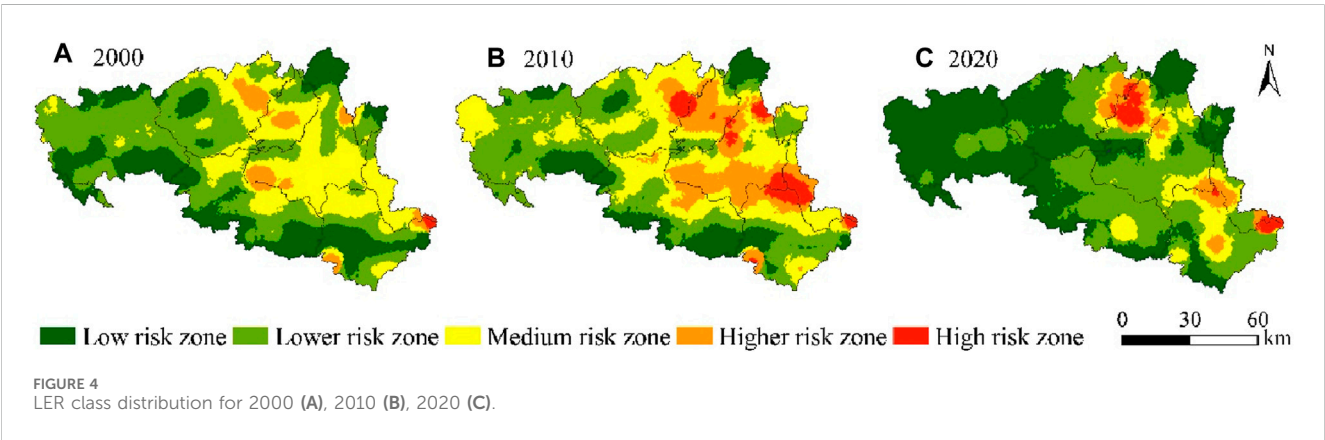 A 2000
B 2010
C 2020
N
Low risk zone Lower risk zone Medium risk zone Higher risk zone High risk zone
0 30 60
km
FIGURE 4
LER class distribution for 2000 (A), 2010 (B), 2020 (C).